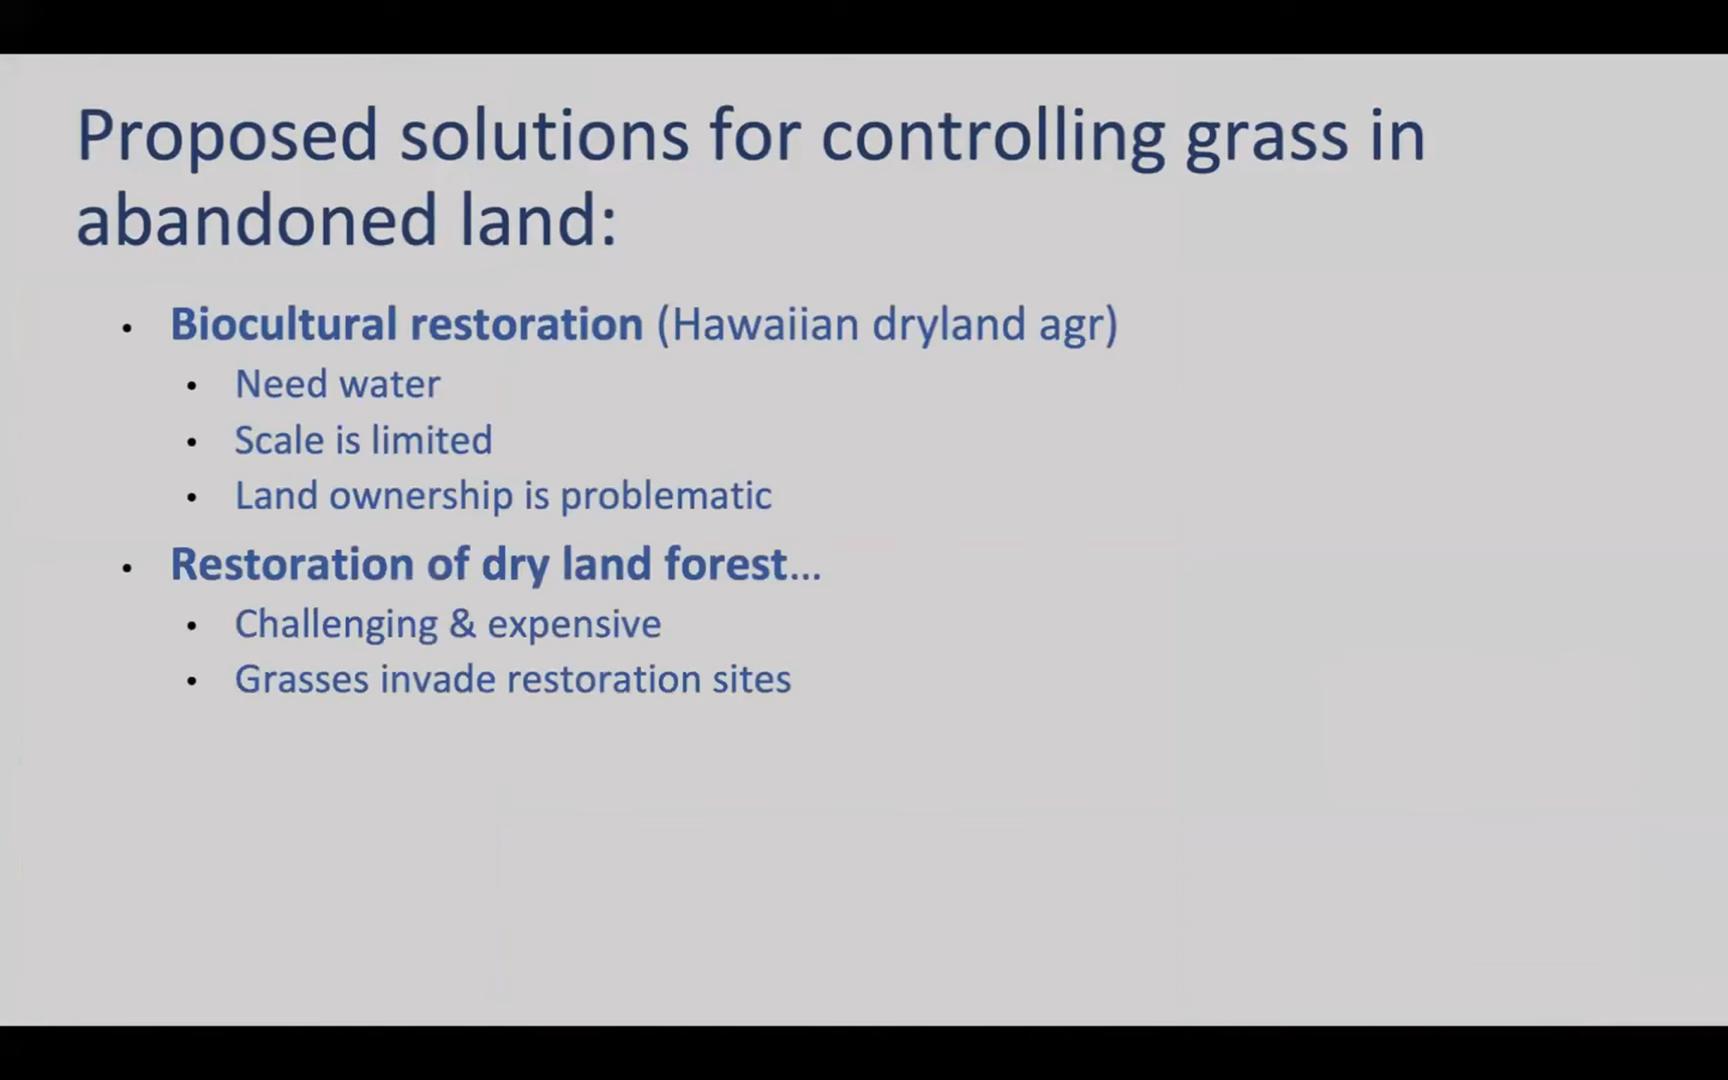 Proposed solutions for controlling grass in
abandoned land:
• Biocultural restoration (Hawaiian dryland agr)
• Need water
• Scale is limited
• Land ownership is problematic
• Restoration of dry land forest...
• Challenging & expensive
• Grasses invade restoration sites